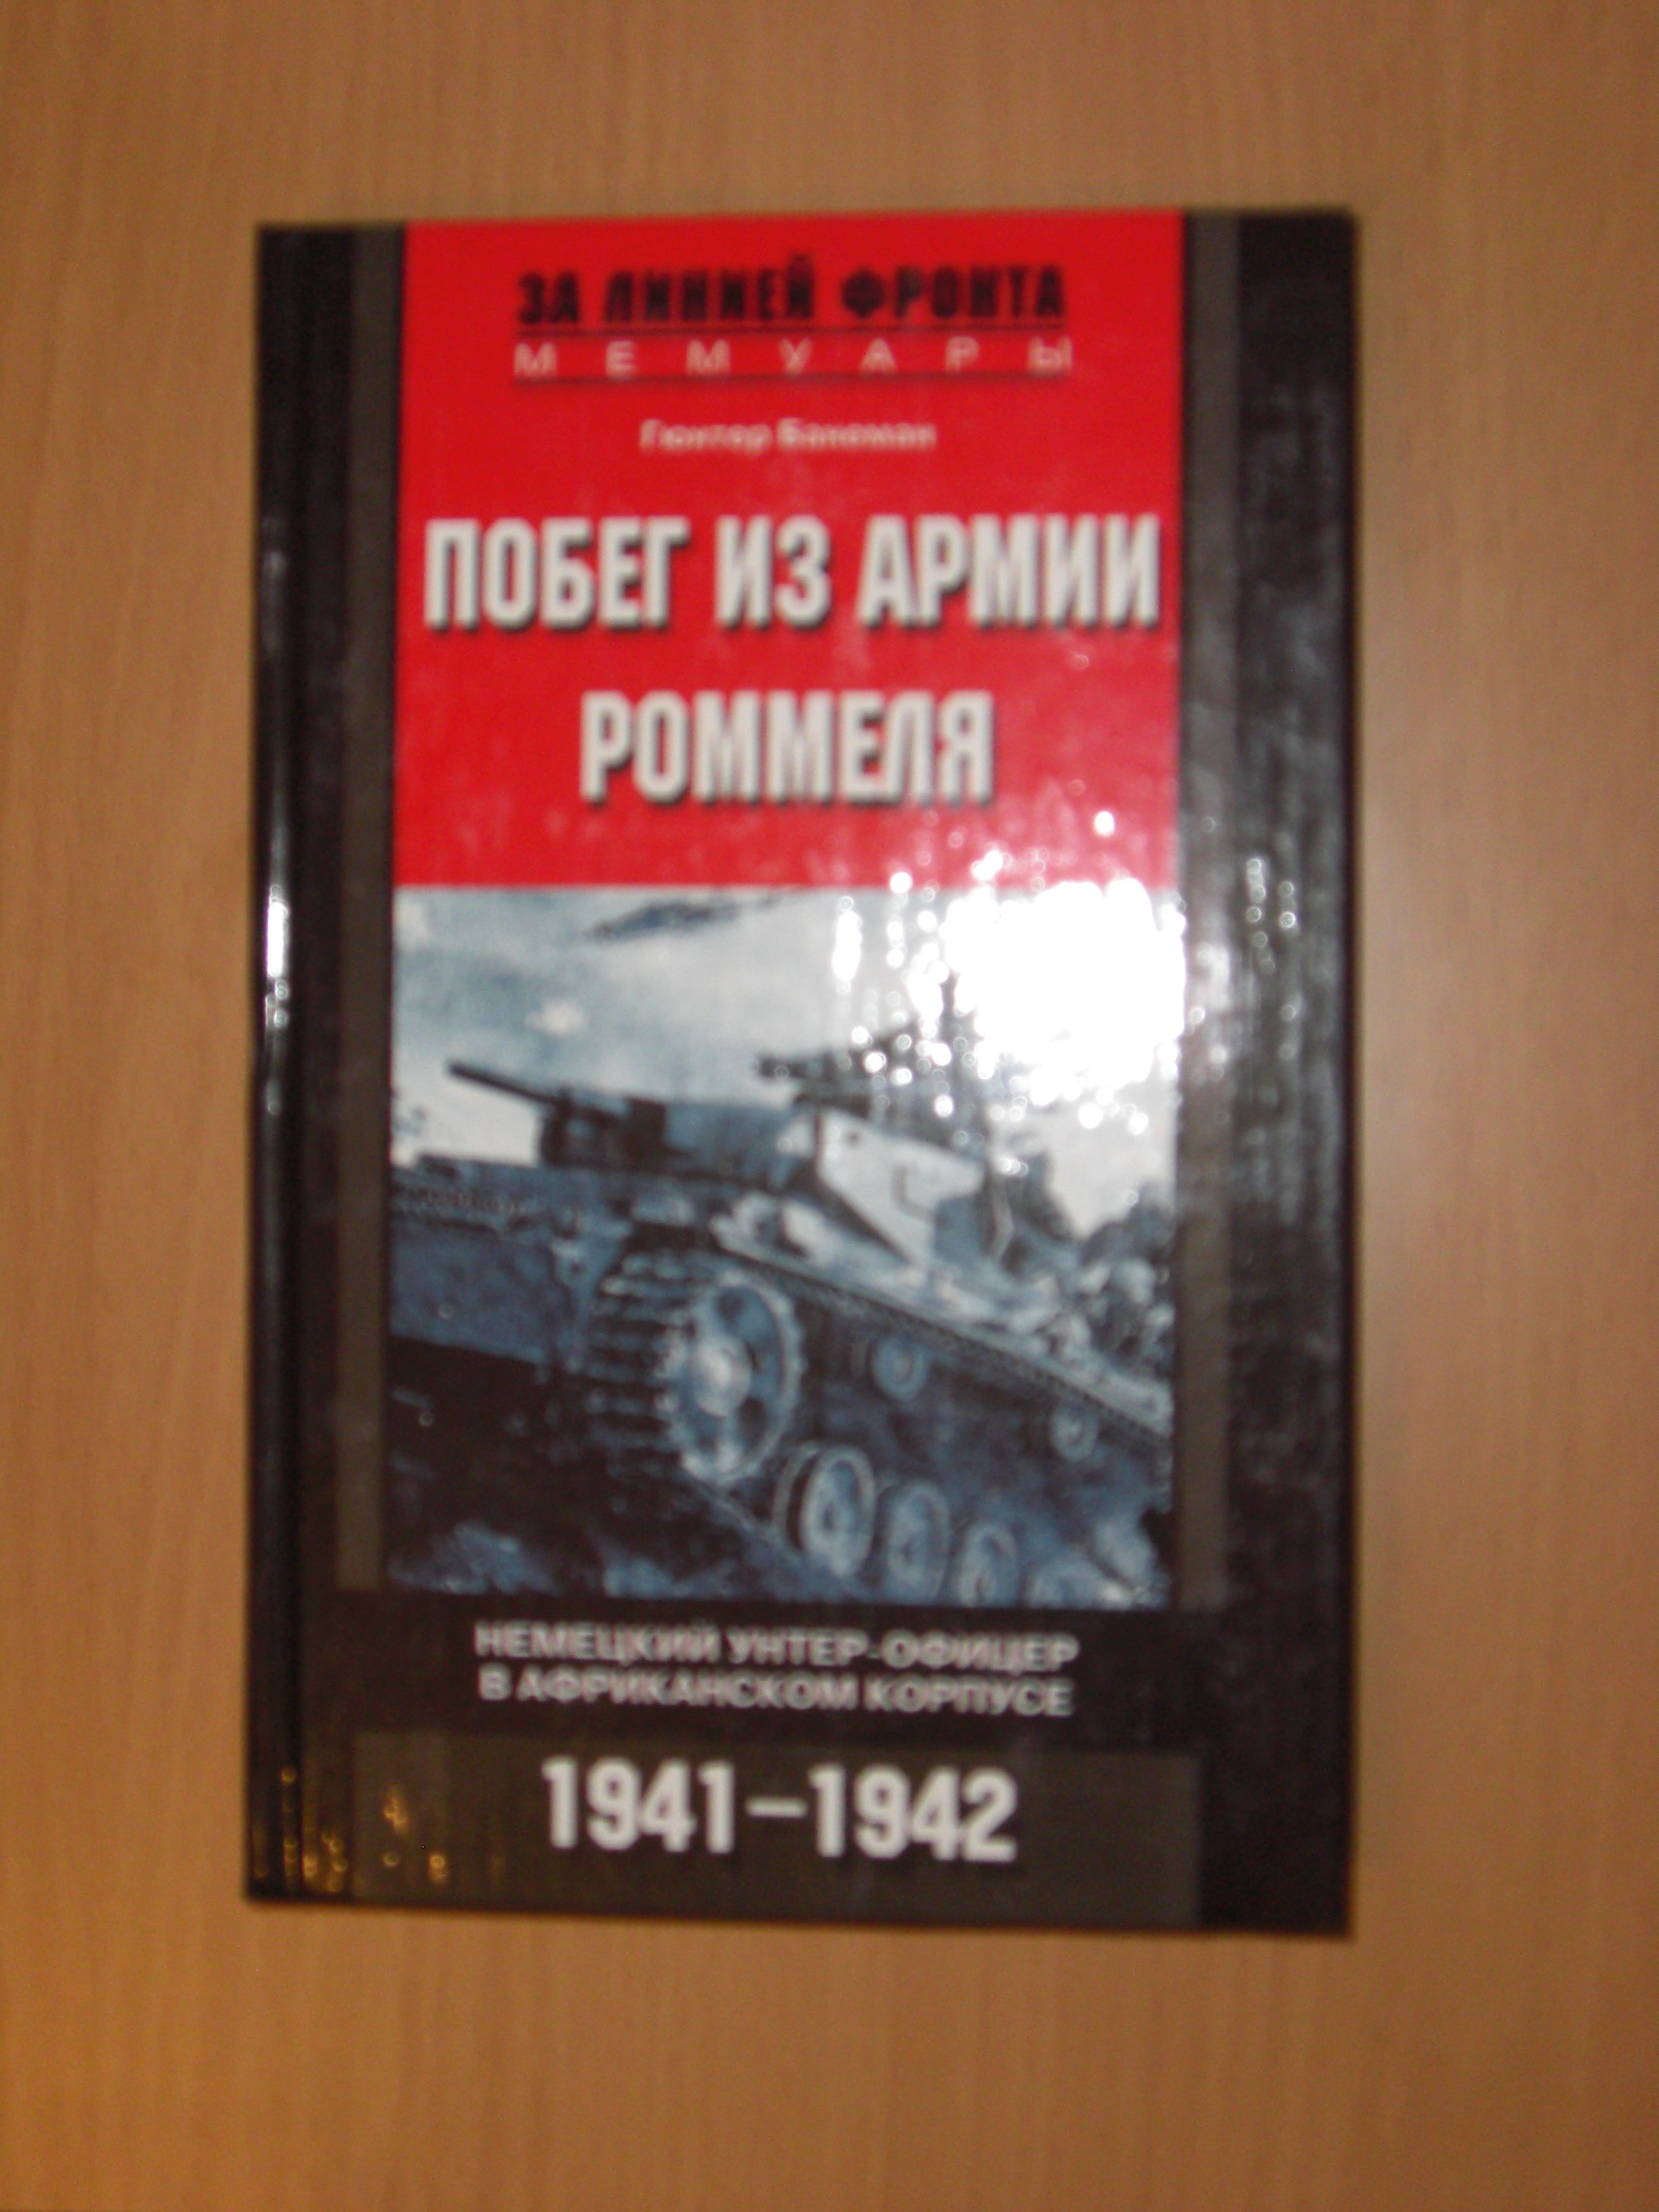 ЗА ЛИНИЕЙ ФРОНТА
МЕМУАРЫ
Гюнтер Банеман
ПОБЕГ ИЗ АРМИИ
РОММЕЛЯ
НЕМЕЦКИЙ УНТЕР-ОФИЦЕР
В АФРИКАНСКОМ КОРПУСЕ
1941–1942